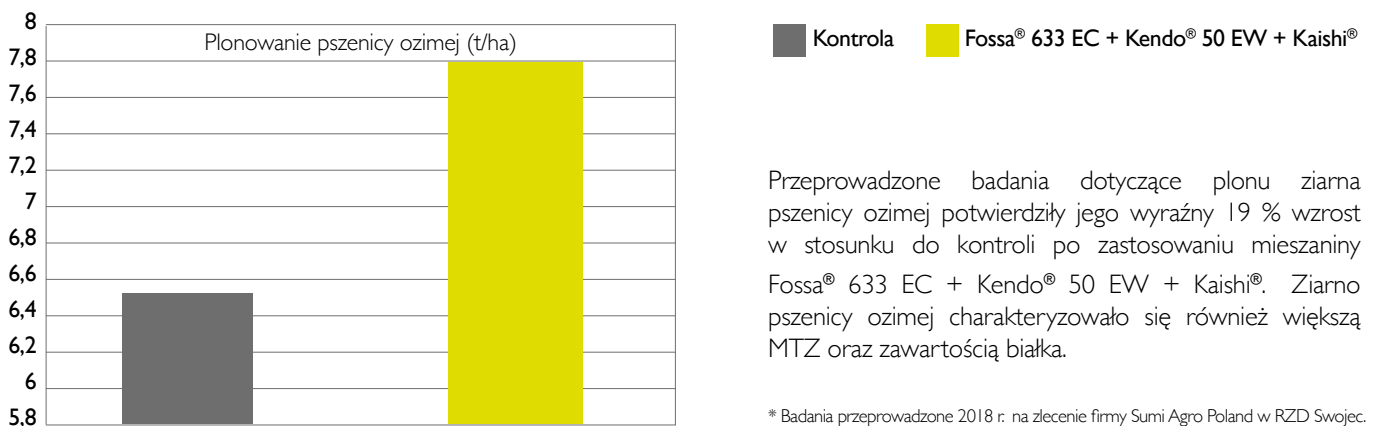 Plonowanie pszenicy ozimej (t/ha)
8
7,8
7,6
7,4
7,2
7
6,8
6,6
6,4
6,2
6
5,8
Kontrola
Fossa® 633 EC + Kendo® 50 EW + Kaishi®
Przeprowadzone badania dotyczące plonu ziarna
pszenicy ozimej potwierdziły jego wyraźny 19 % wzrost
w stosunku do kontroli po zastosowaniu mieszaniny
Fossa® 633 EC + Kendo® 50 EW + Kaishi®. Ziarno
pszenicy ozimej charakteryzowało się również większą
MTZ oraz zawartością białka.
* Badania przeprowadzone 2018 r. na zlecenie firmy Sumi Agro Poland w RZD Swojec.